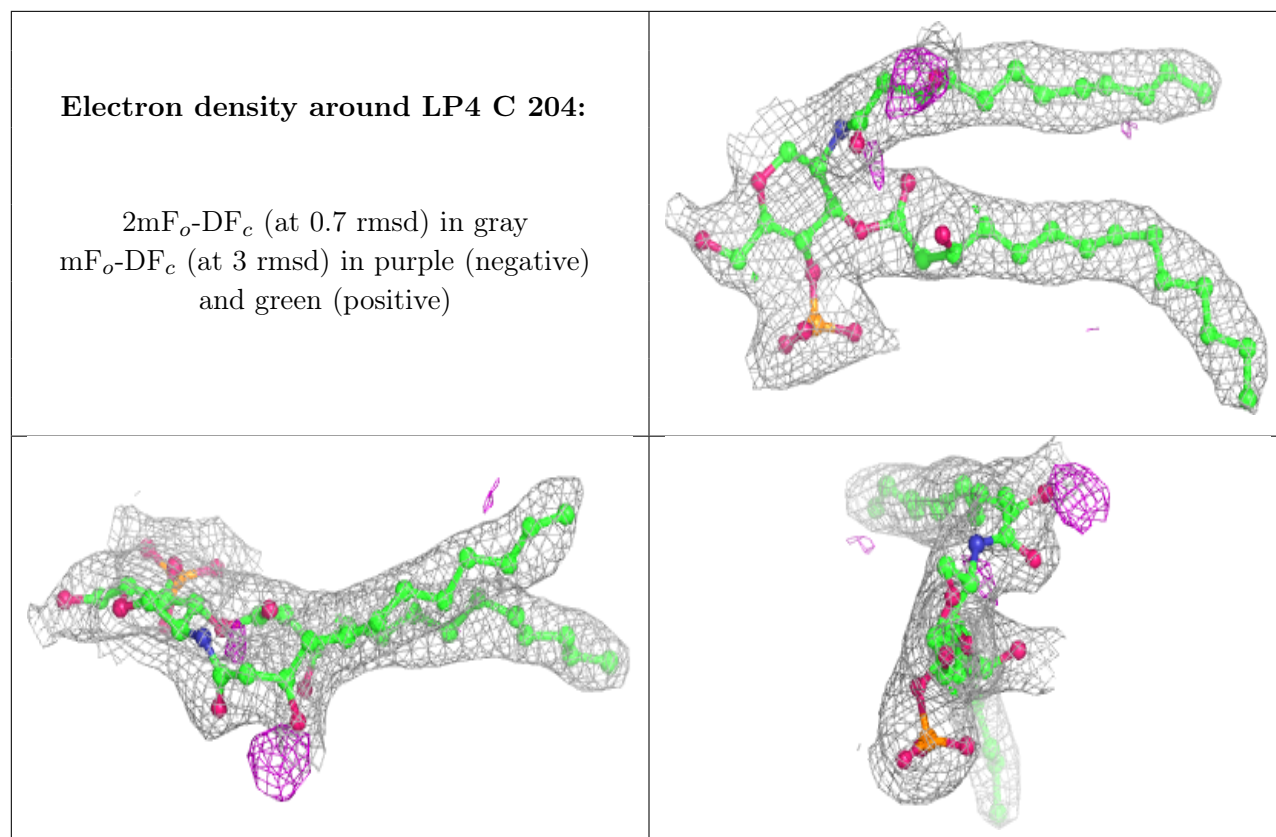 Electron density around LP4 C 204:
2mFo-DFc (at 0.7 rmsd) in gray
mFo-DFc (at 3 rmsd) in purple (negative)
and green (positive)